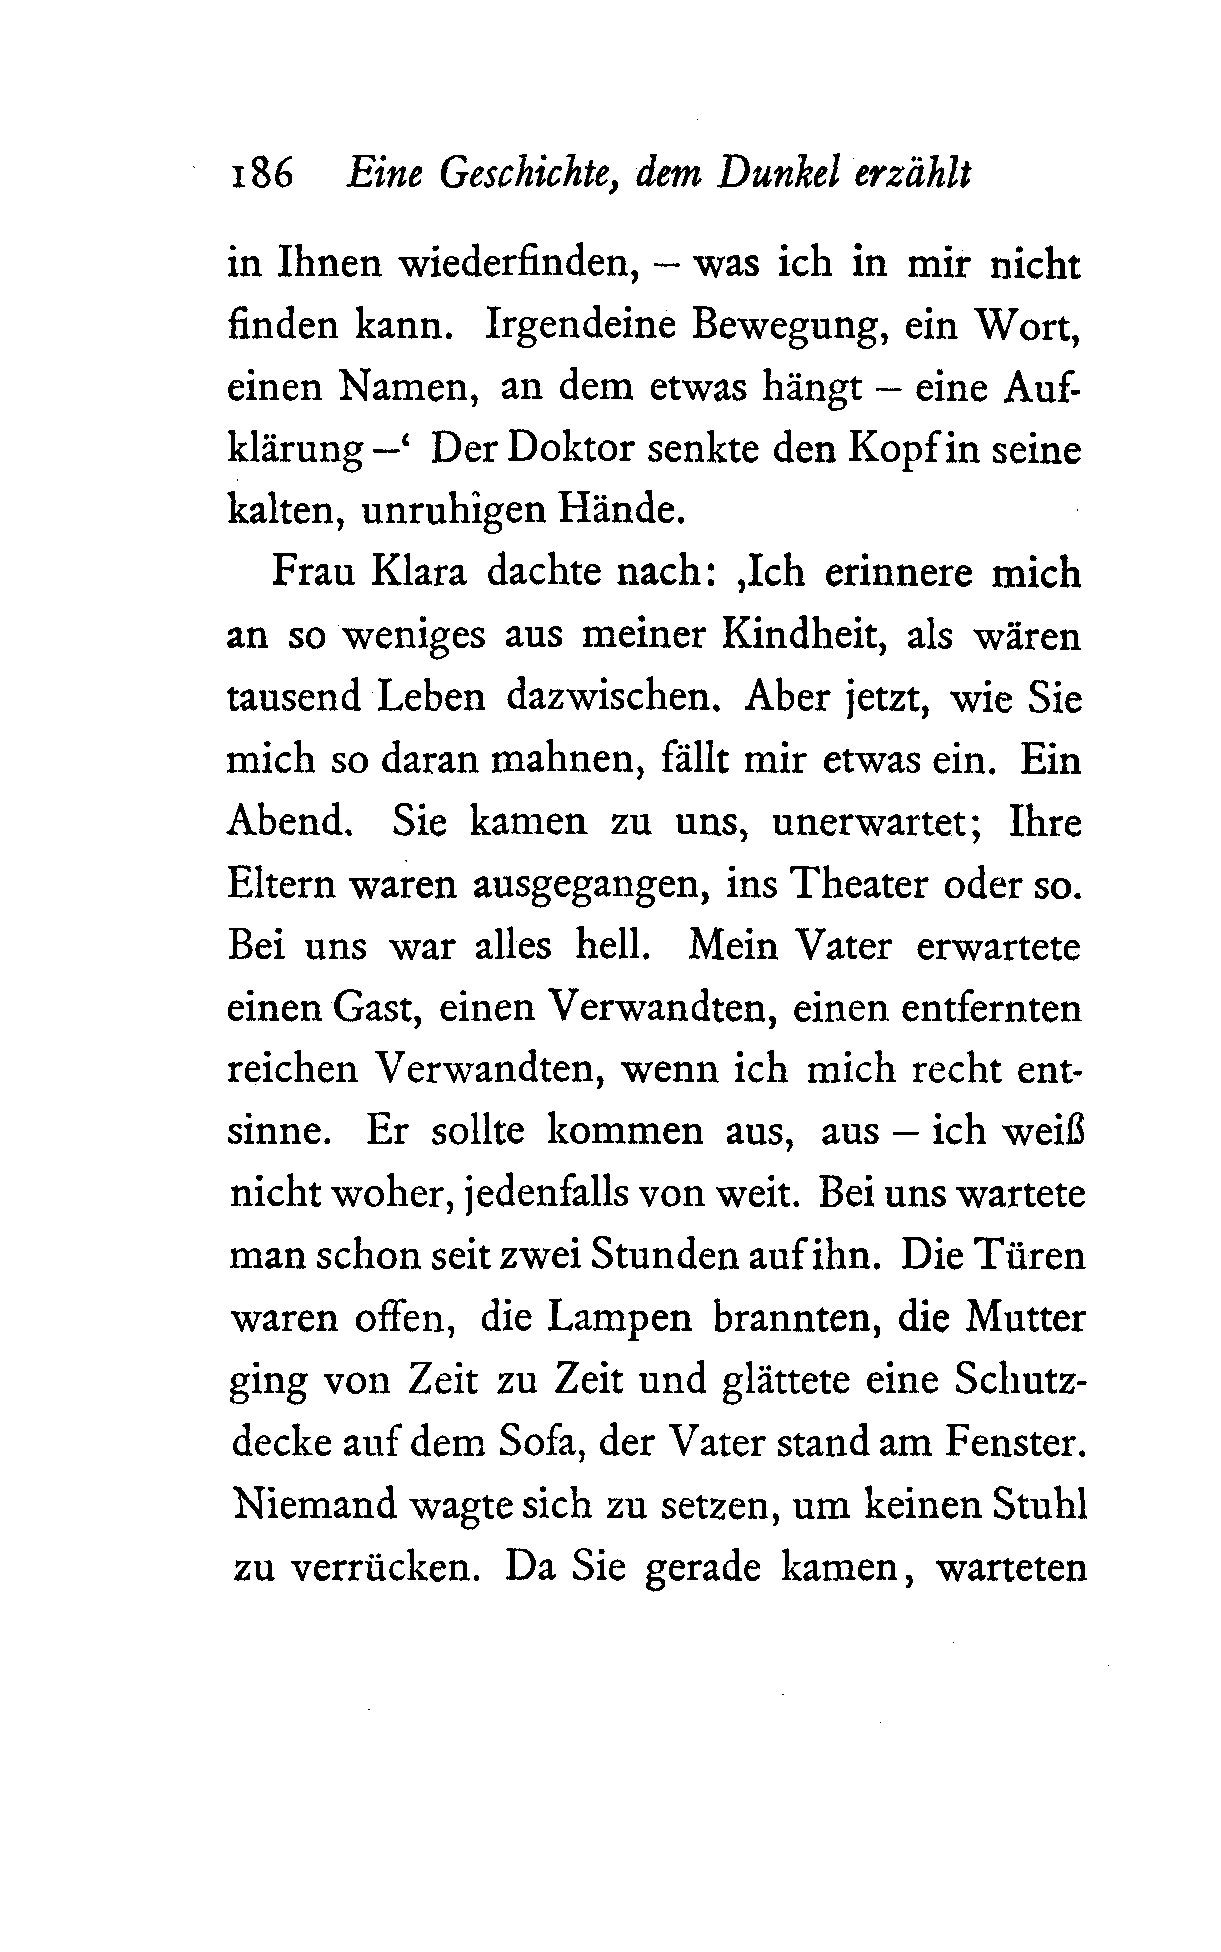 186 Eine Geschichte, dem Dunkel erzählt
in Ihnen wiederfinden, – was ich in mir nicht
finden kann. Irgendeine Bewegung, ein Wort,
einen Namen, an dem etwas hängt – eine Auf-
klärung –‘ Der Doktor senkte den Kopf in seine
kalten, unruhigen Hände.
Frau Klara dachte nach: ‚Ich erinnere mich
an so weniges aus meiner Kindheit, als wären
tausend Leben dazwischen. Aber jetzt, wie Sie
mich so daran mahnen, fällt mir etwas ein. Ein
Abend. Sie kamen zu uns, unerwartet; Ihre
Eltern waren ausgegangen, ins Theater oder so.
Bei uns war alles hell. Mein Vater erwartete
einen Gast, einen Verwandten, einen entfernten
reichen Verwandten, wenn ich mich recht ent-
sinne. Er sollte kommen aus, aus – ich weiß
nicht woher, jedenfalls von weit. Bei uns wartete
man schon seit zwei Stunden auf ihn. Die Türen
waren offen, die Lampen brannten, die Mutter
ging von Zeit zu Zeit und glättete eine Schutz-
decke auf dem Sofa, der Vater stand am Fenster.
Niemand wagte sich zu setzen, um keinen Stuhl
zu verrücken. Da Sie gerade kamen, warteten